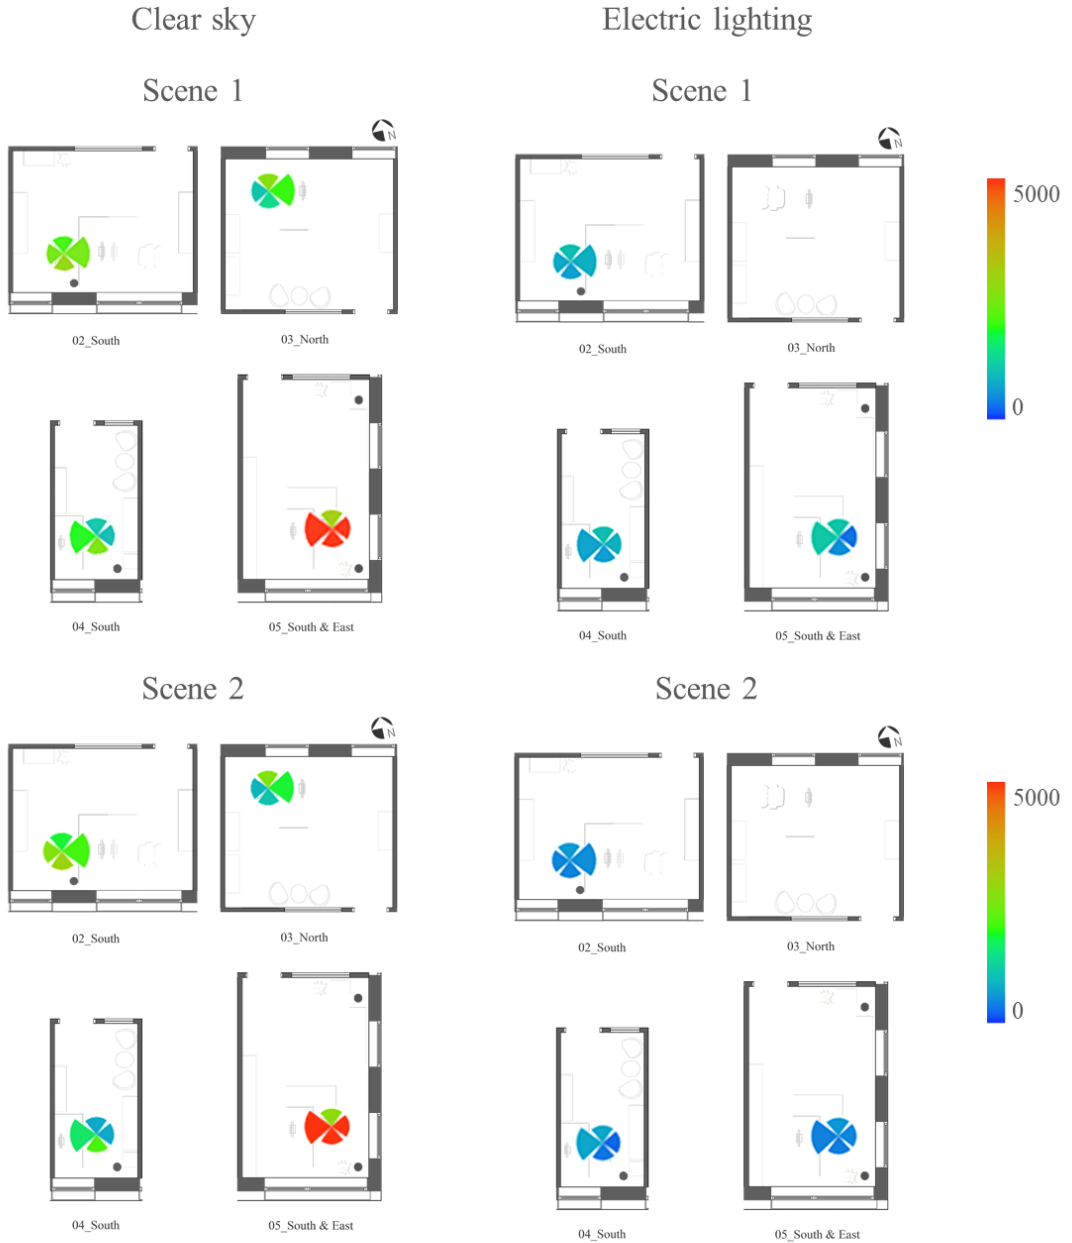 Clear sky
Electric lighting
Scene 1
Scene 1
N
N
5000
0
02_South
03_North
02_South
03_North
04_South
05_South & East
04_South
05_South & East
Scene 2
Scene 2
N
N
5000
0
02_South
03_North
02_South
03_North
04_South
05_South & East
04_South
05_South & East